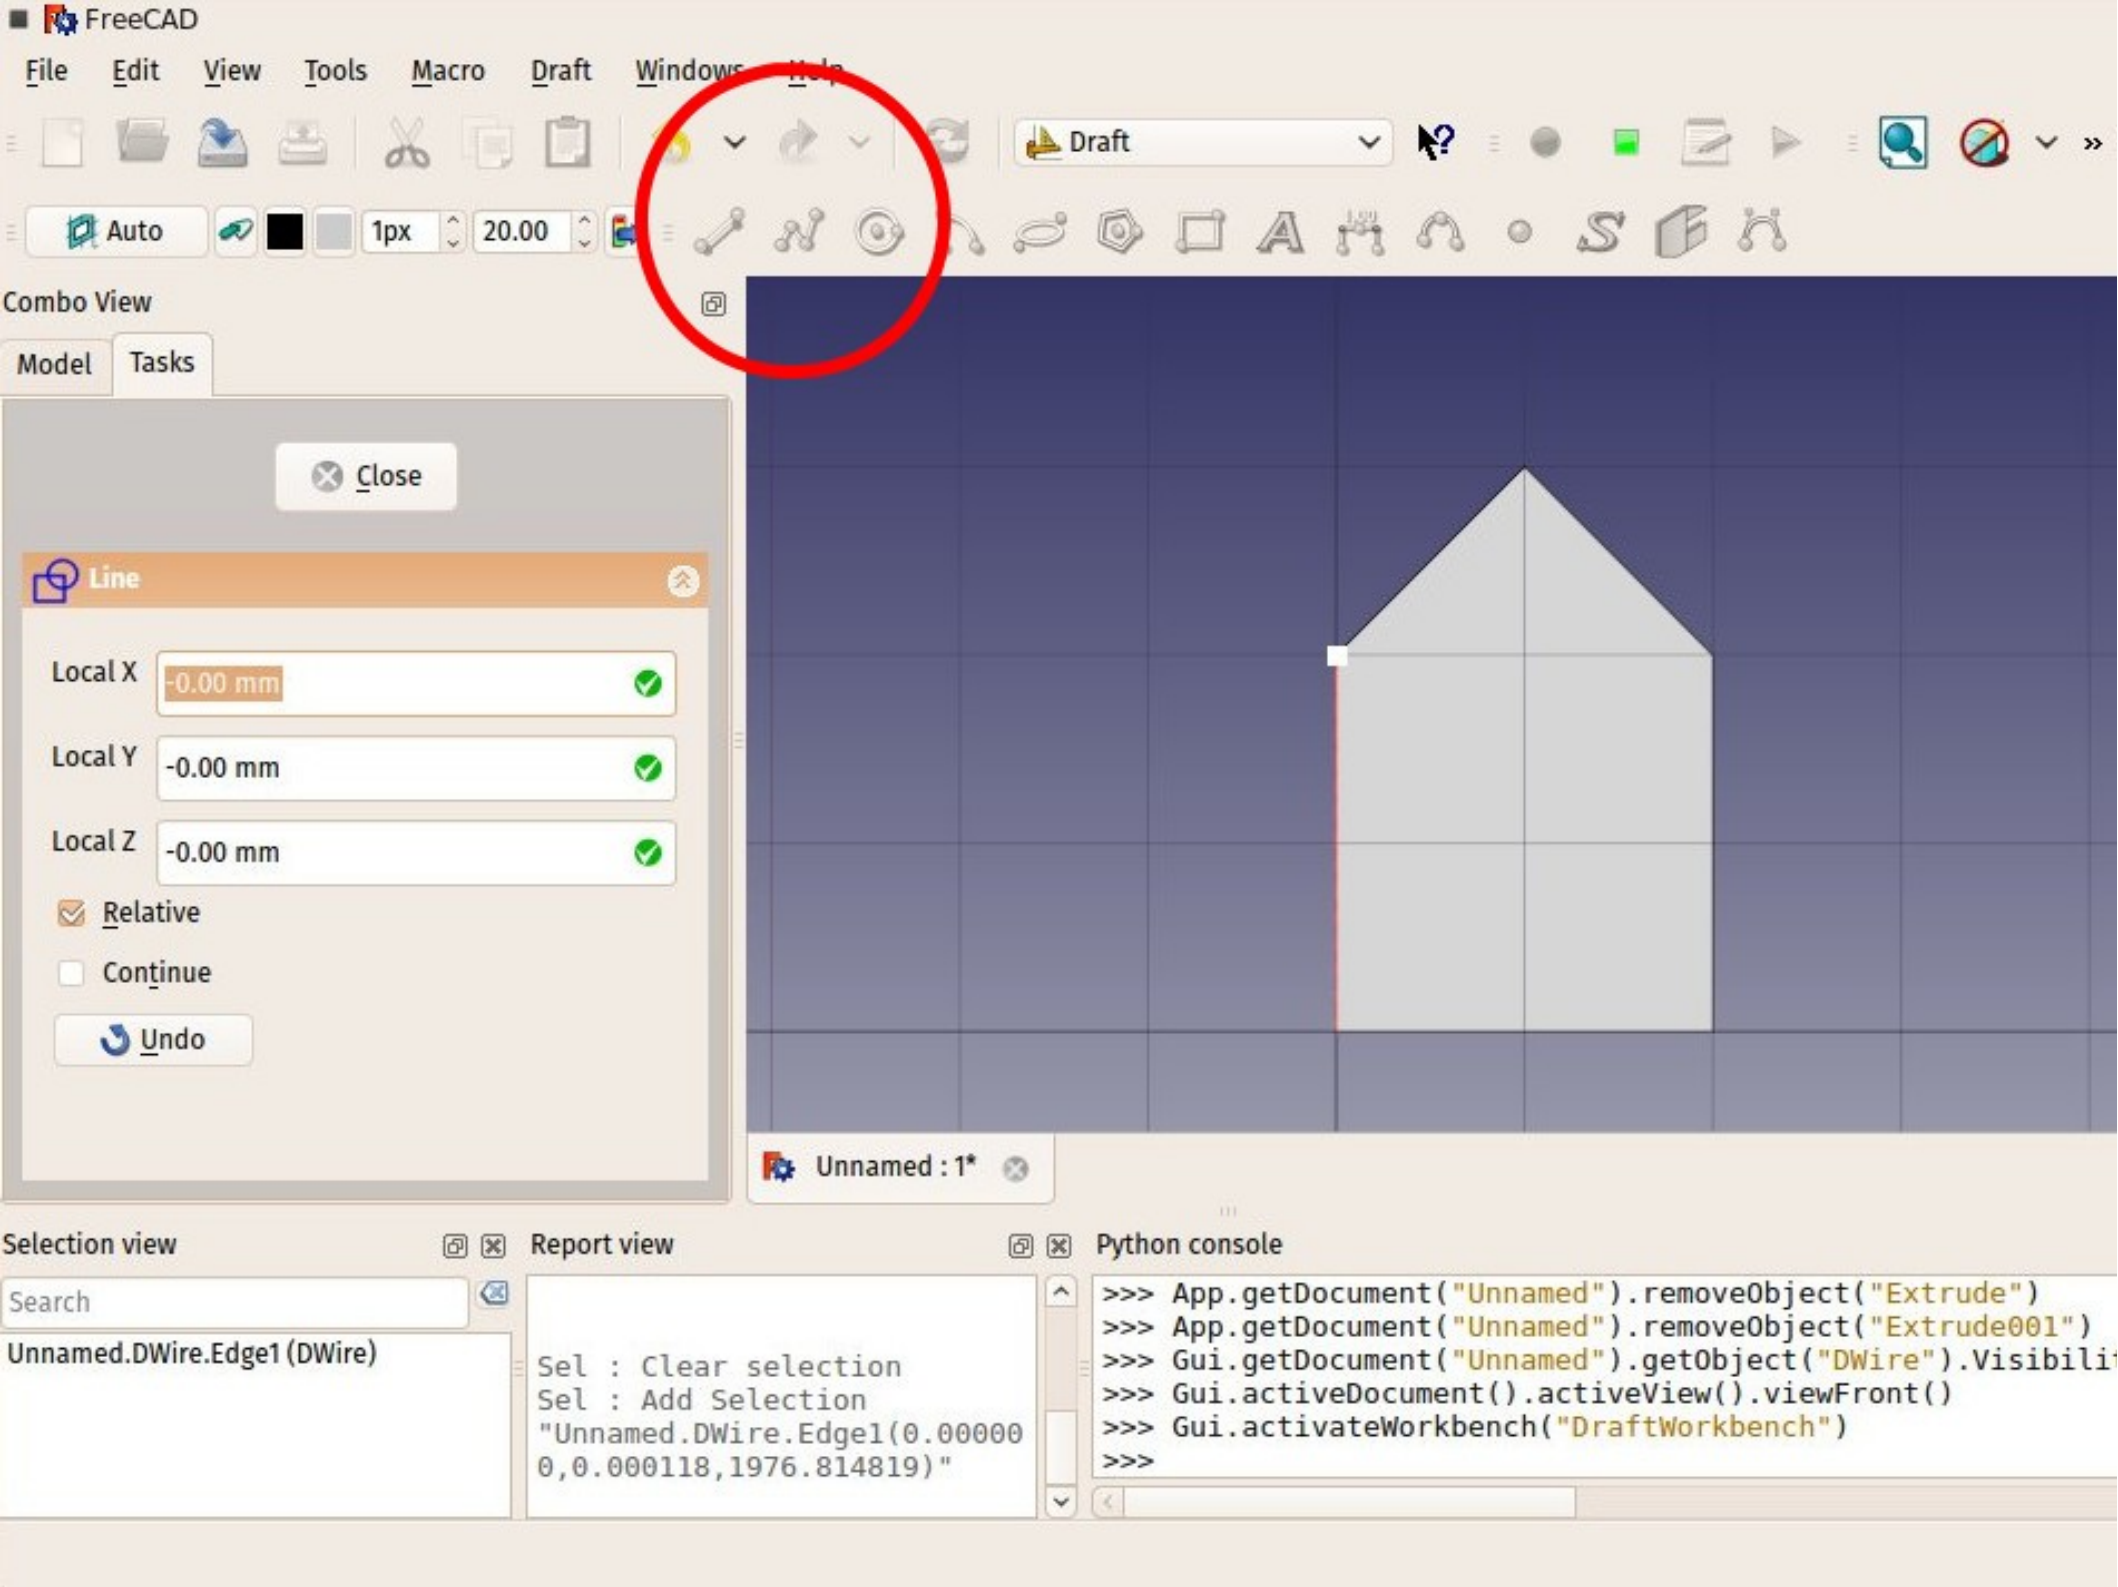 FreeCAD
File Edit View Tools Macro Draft Windows Help
Draft
Auto 1px 20.00
Combo View
Model Tasks
Close
Line
Local X -0.00 mm
Local Y -0.00 mm
Local Z -0.00 mm
Relative
Continue
Undo
Unnamed : 1*
Selection view
Search
Unnamed.DWire.Edge1 (DWire)
Report view
Sel : Clear selection
Sel : Add Selection
"Unnamed.DWire.Edge1(0.00000
0,0.000118,1976.814819)"
Python console
>>> App.getDocument("Unnamed").removeObject("Extrude")
>>> App.getDocument("Unnamed").removeObject("Extrude001")
>>> Gui.getDocument("Unnamed").getObject("DWire").Visibilit
>>> Gui.activeDocument().activeView().viewFront()
>>> Gui.activateWorkbench("DraftWorkbench")
>>>